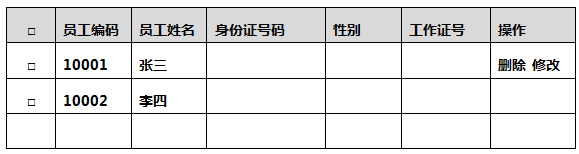 □ 员工编码 员工姓名 身份证号码 性别 工作证号 操作
□ 10001 张三 删除 修改
□ 10002 李四